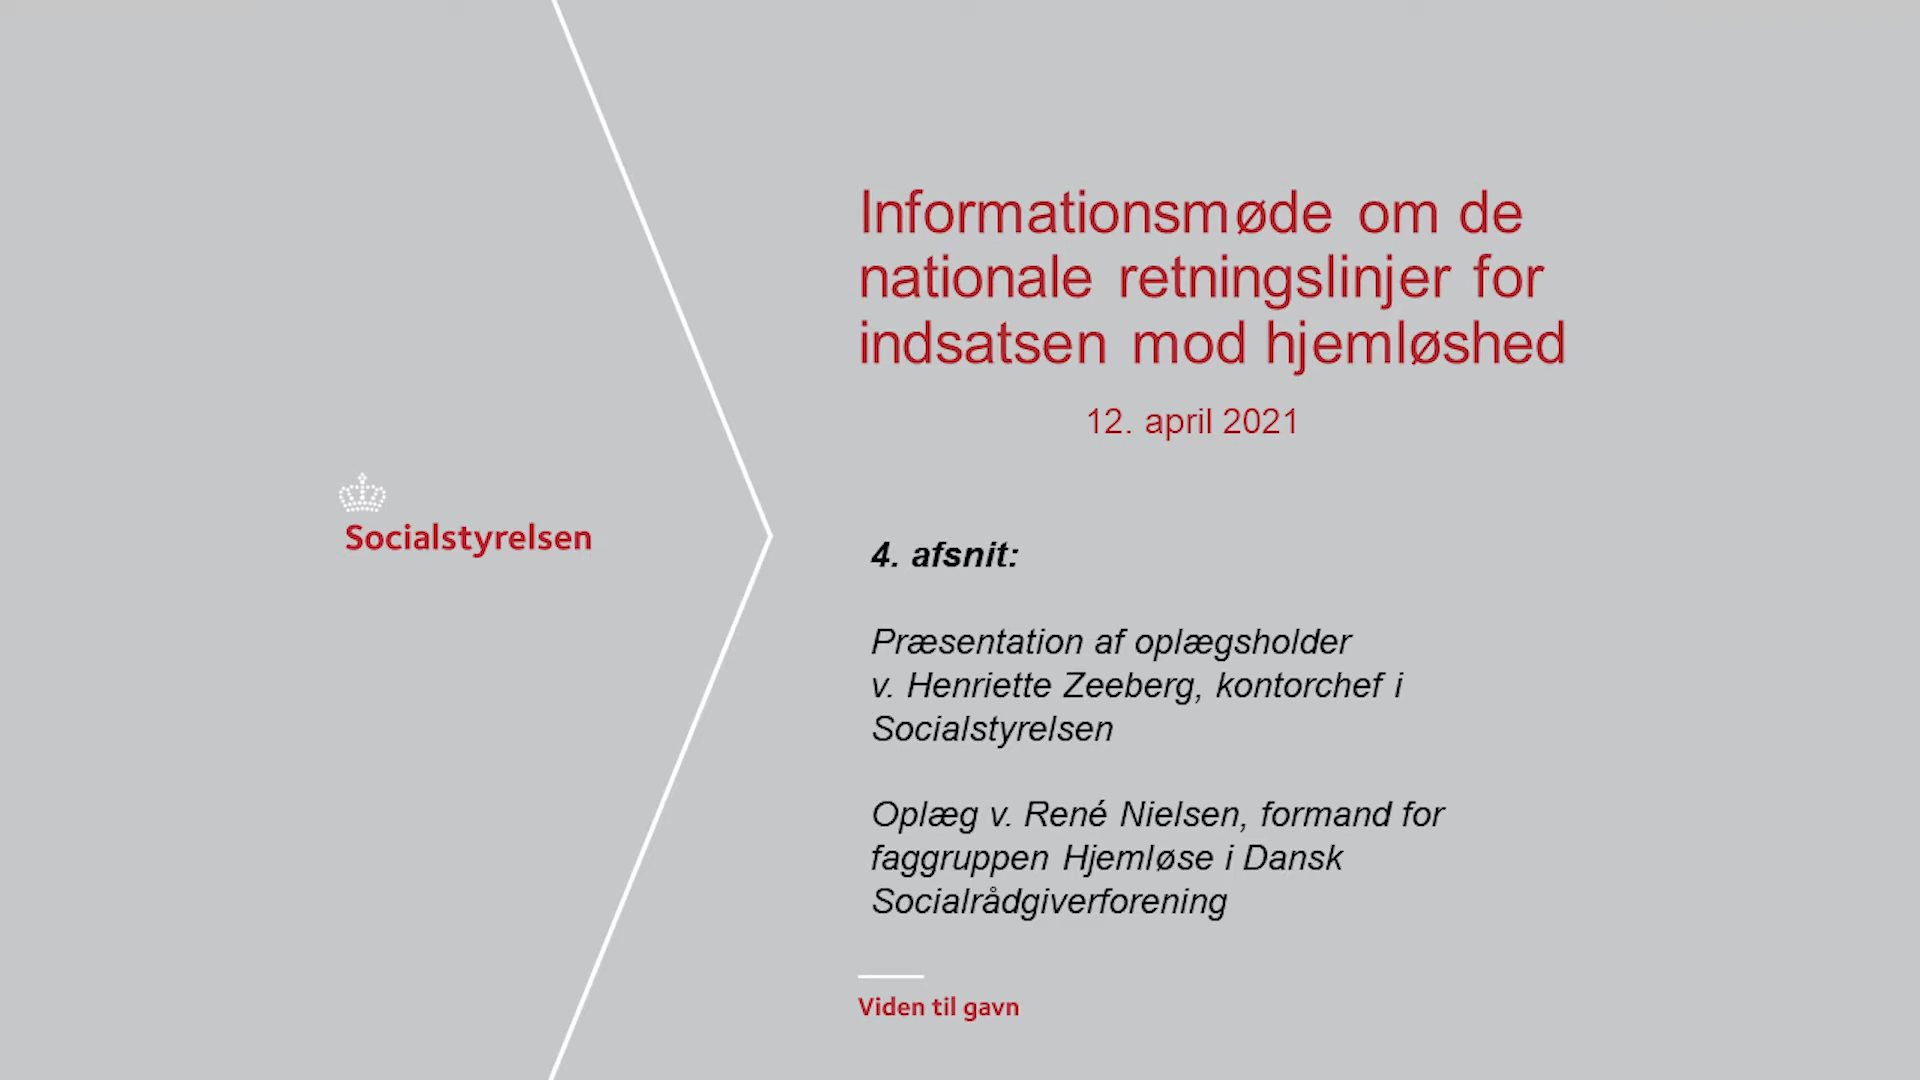 Informationsmøde om de
nationale retningslinjer for
indsatsen mod hjemløshed
12. april 2021
Socialstyrelsen
4. afsnit:
Præsentation af oplægsholder
v. Henriette Zeeberg, kontorchef i
Socialstyrelsen
Oplæg v. René Nielsen, formand for
faggruppen Hjemløse i Dansk
Socialrådgiverforening
Viden til gavn